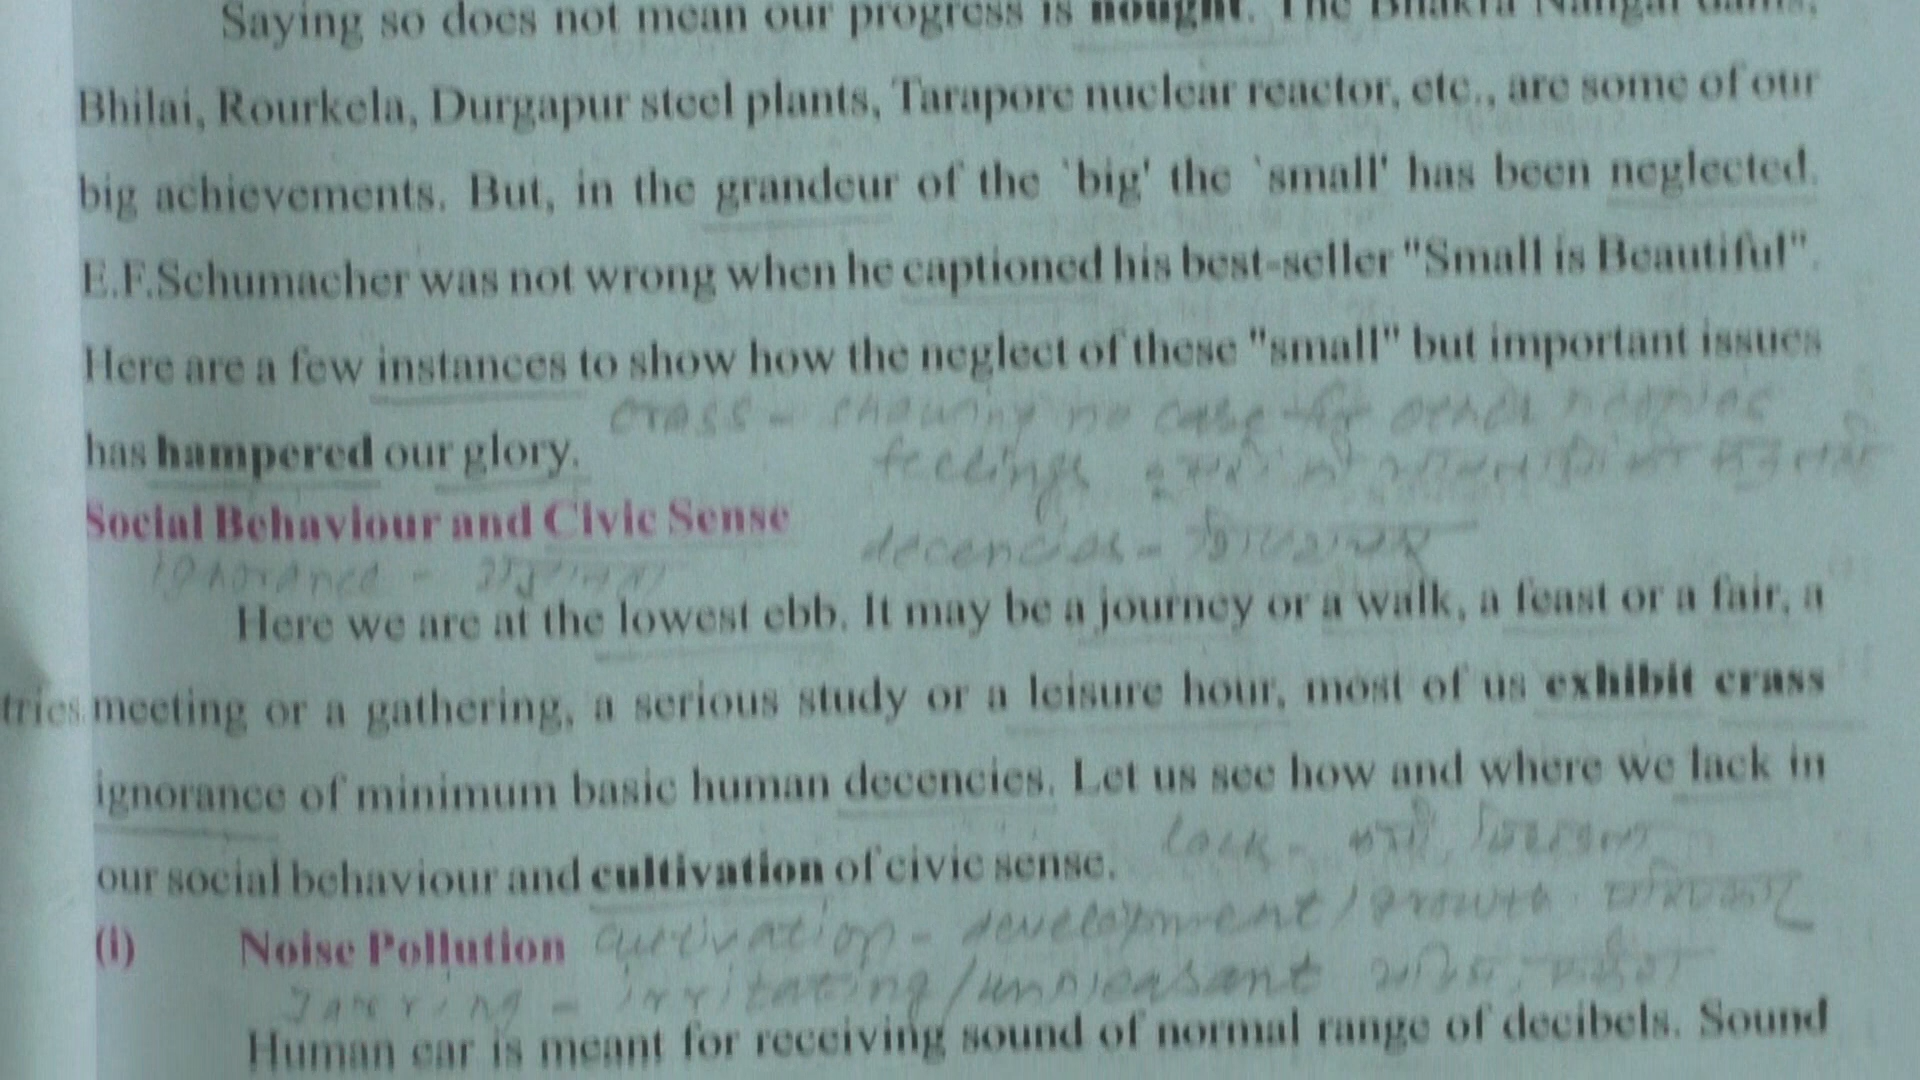 Saying so does not mean our progress is nought. The Bhakra Nangal dams,
Bhilai, Rourkela, Durgapur steel plants, Tarapore nuclear reactor, etc., are some of our
big achievements. But, in the grandeur of the `big' the `small' has been neglected.
E.F.Schumacher was not wrong when he captioned his best-seller "Small is Beautiful".
Here are a few instances to show how the neglect of these "small" but important issues
crass - showing no care for other peoples
has hampered our glory.
feelings
Social Behaviour and Civic Sense
decencies -
ignorance -
Here we are at the lowest ebb. It may be a journey or a walk, a feast or a fair, a
tries meeting or a gathering, a serious study or a leisure hour, most of us exhibit crass
ignorance of minimum basic human decencies. Let us see how and where we lack in
lack -
our social behaviour and cultivation of civic sense.
cultivation - development / growth
(i) Noise Pollution
Jarring - irritating / unpleasant
Human ear is meant for receiving sound of normal range of decibels. Sound